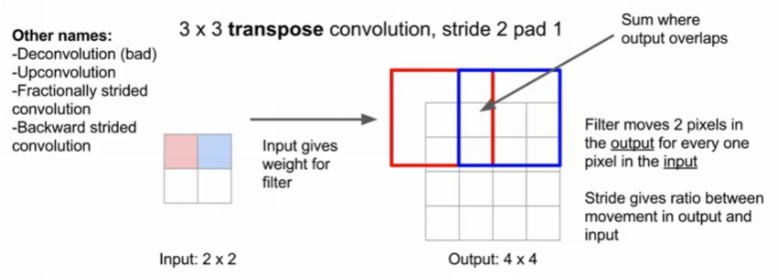 Other names:
-Deconvolution (bad)
-Upconvolution
-Fractionally strided
convolution
-Backward strided
convolution
3 x 3 transpose convolution, stride 2 pad 1
Sum where
output overlaps
Input gives
weight for
filter
Filter moves 2 pixels in
the output for every one
pixel in the input
Stride gives ratio between
movement in output and
input
Input: 2 x 2
Output: 4 x 4